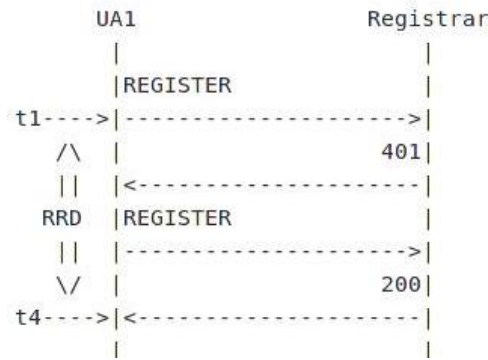 UA1 Registrar
| |
|REGISTER |
t1---->|---------------------->|
/\ | 401|
|| |<----------------------|
RRD |REGISTER |
|| |---------------------->|
\/ | 200|
t4---->|<----------------------|
| |